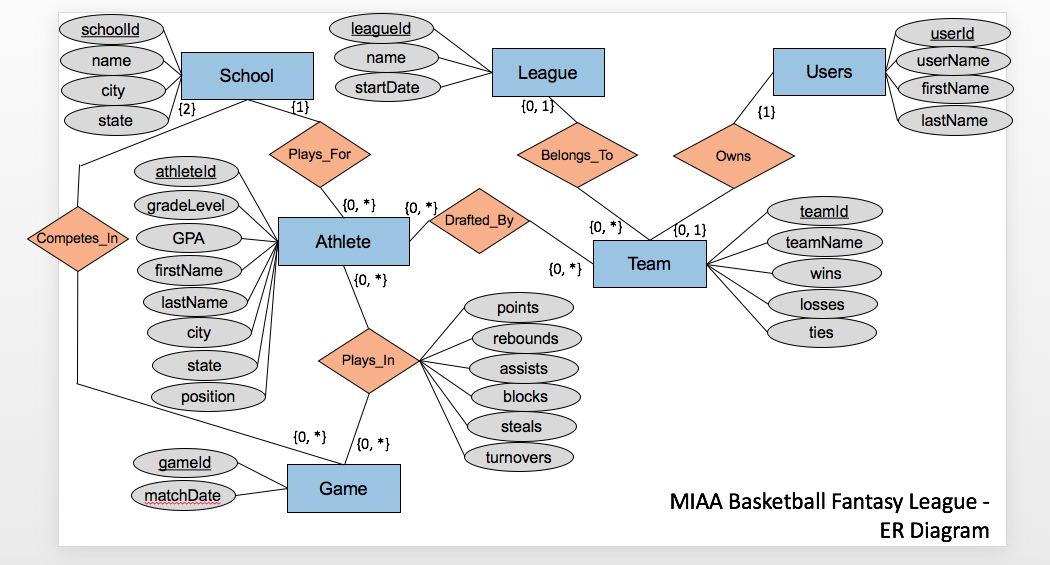 schoolId
name
city
state
School
{2}
{1}
leagueId
name
startDate
League
{0, 1}
Users
{1}
userId
userName
firstName
lastName
Plays_For
Belongs_To
Owns
athleteId
gradeLevel
GPA
firstName
lastName
city
state
position
Competes_In
{0, *}
{0, *}
Athlete
{0, *}
Drafted_By
{0, *}
{0, 1}
{0, *}
Team
teamId
teamName
wins
losses
ties
Plays_In
points
rebounds
assists
blocks
steals
turnovers
{0, *}
{0, *}
gameId
matchDate
Game
MIAA Basketball Fantasy League -
ER Diagram